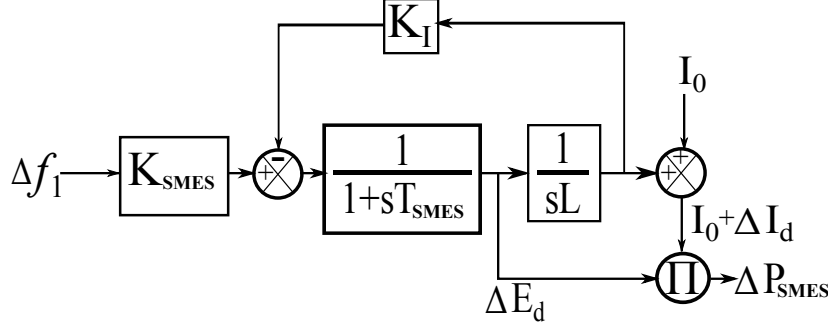 K_I
I_0
Δf_1
K_SMES
+
-
1
1+sT_SMES
1
sL
+
+
I_0+ΔI_d
ΔE_d
Π
ΔP_SMES